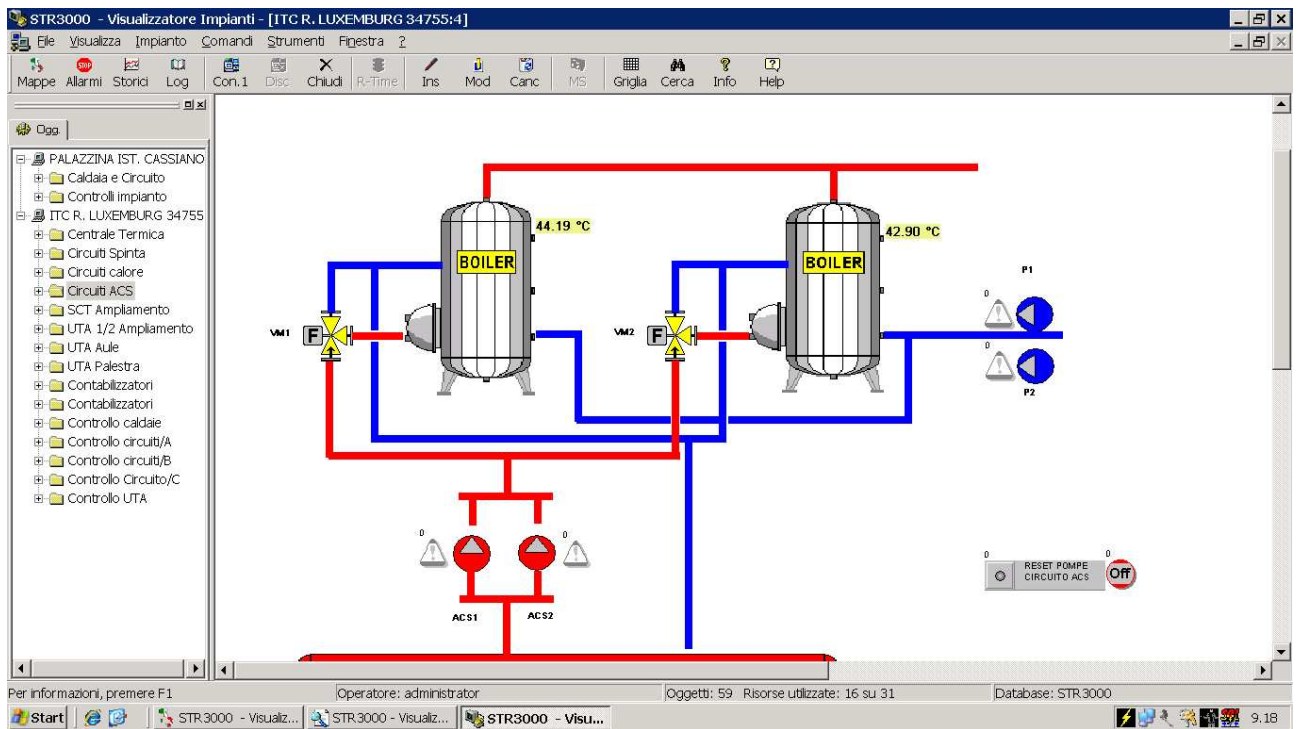 STR3000 - Visualizzatore Impianti - [ITC R. LUXEMBURG 34755:4]
File Visualizza Impianto Comandi Strumenti Finestra ?
STOP
Mappe Allarmi Storici Log Con.1 Disc Chiudi R-Time Ins Mod Canc MS Griglia Cerca Info Help
Ogg.
PALAZZINA IST. CASSIANO
Caldaia e Circuito
Controlli impianto
ITC R. LUXEMBURG 34755
Centrale Termica
Circuiti Spinta
Circuiti calore
Circuiti ACS
SCT Ampliamento
UTA 1/2 Ampliamento
UTA Aule
UTA Palestra
Contabilizzatori
Contabilizzatori
Controllo caldaie
Controllo circuiti/A
Controllo circuiti/B
Controllo Circuito/C
Controllo UTA
44.19 °C
42.90 °C
BOILER
BOILER
P1
0
VM1
F
VM2
F
0
P2
0
0
ACS1
ACS2
0
0
RESET POMPE
CIRCUITO ACS
Off
Per informazioni, premere F1
Operatore: administrator
Oggetti: 59 Risorse utilizzate: 16 su 31
Database: STR3000
Start
STR3000 - Visualiz...
STR3000 - Visualiz...
STR3000 - Visu...
9.18